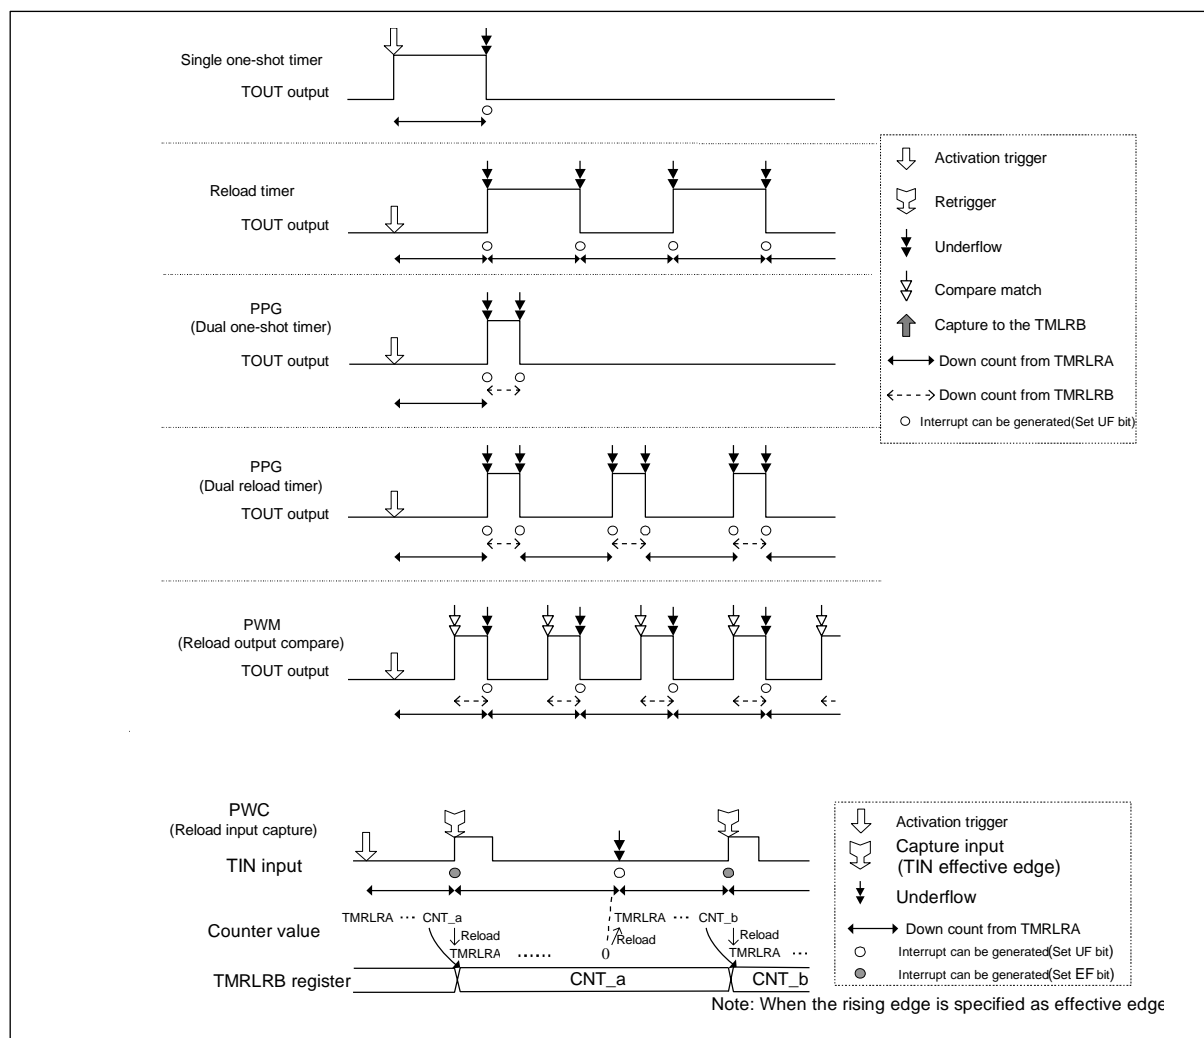 Single one-shot timer
TOUT output
Reload timer
TOUT output
PPG
(Dual one-shot timer)
TOUT output
PPG
(Dual reload timer)
TOUT output
PWM
(Reload output compare)
TOUT output
Activation trigger
Retrigger
Underflow
Compare match
Capture to the TMLRB
Down count from TMRLRA
Down count from TMRLRB
Interrupt can be generated(Set UF bit)
PWC
(Reload input capture)
TIN input
Counter value
TMRLRA ··· CNT_a
Reload
TMRLRA ······ 0
TMRLRA ··· CNT_b
Reload
Reload
TMRLRA ···
TMRLRB register
CNT_a
CNT_b
Activation trigger
Capture input
(TIN effective edge)
Underflow
Down count from TMRLRA
Interrupt can be generated(Set UF bit)
Interrupt can be generated(Set EF bit)
Note: When the rising edge is specified as effective edge